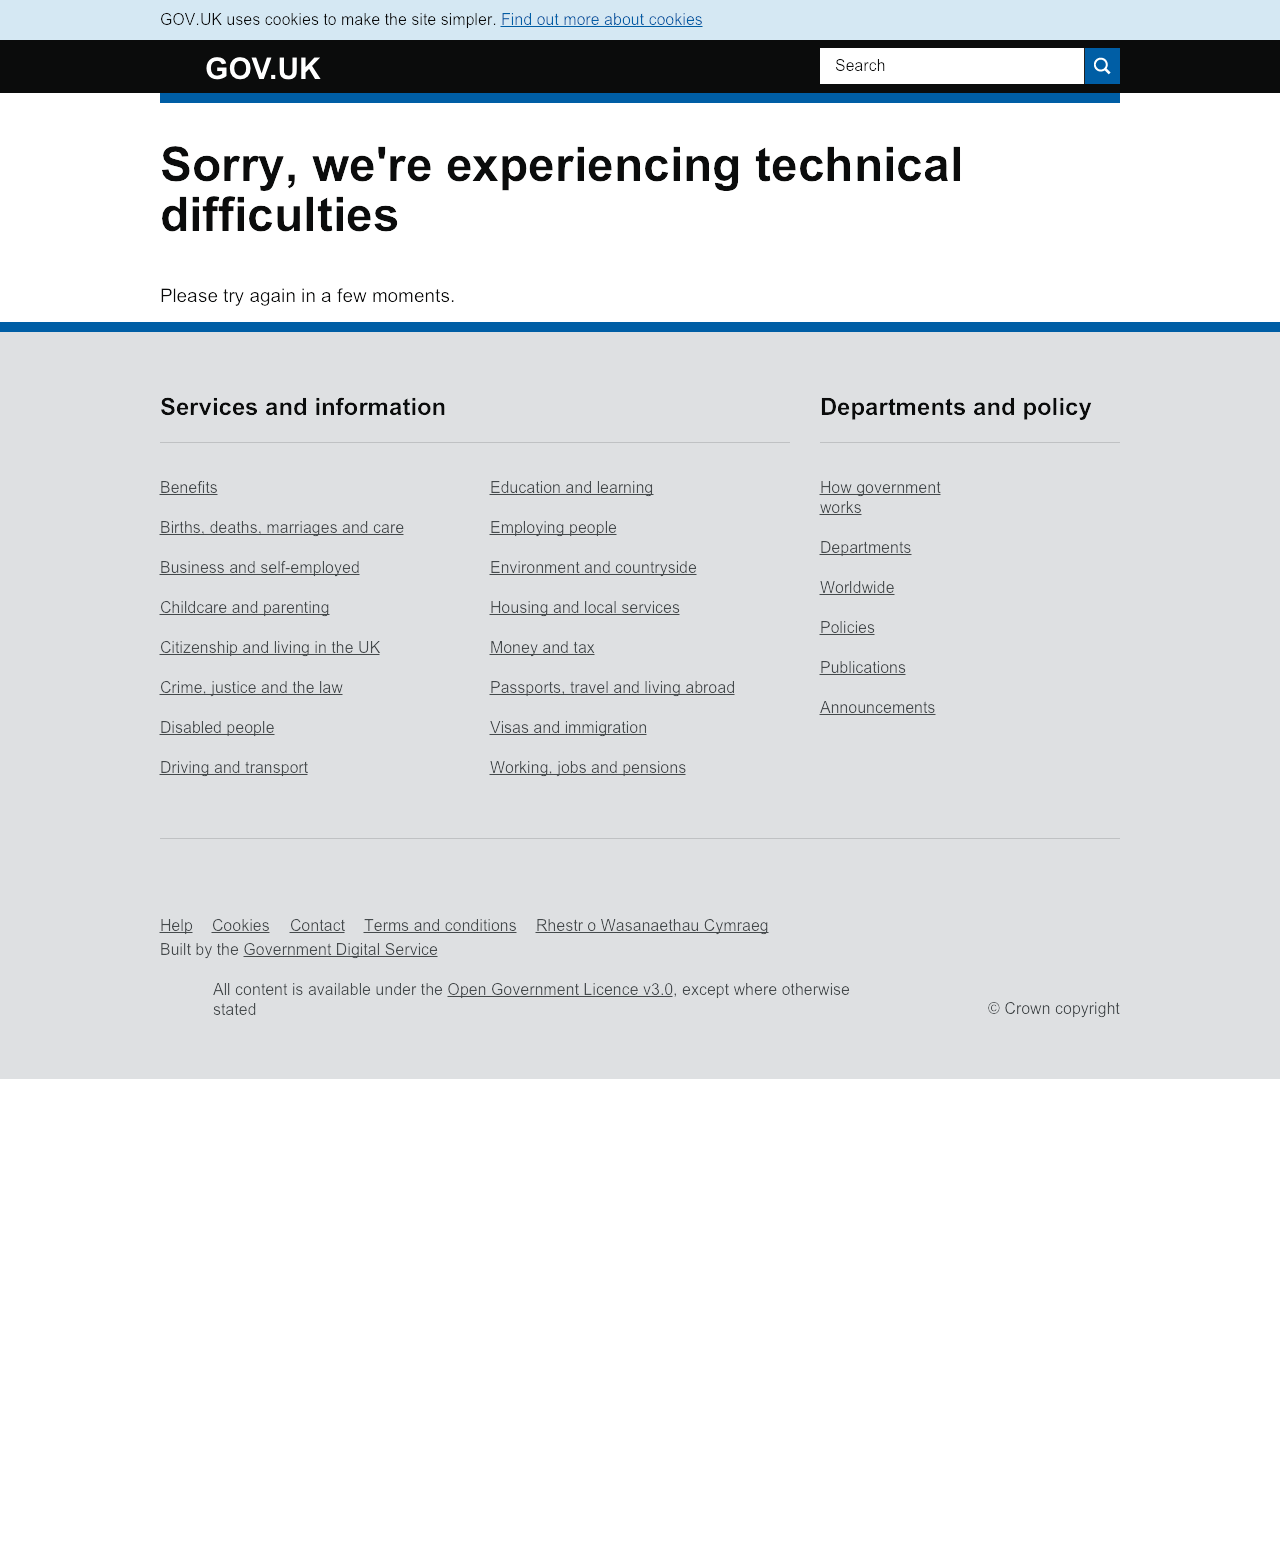 GOV.UK uses cookies to make the site simpler. Find out more about cookies
GOV.UK
Search
Sorry, we're experiencing technical
difficulties
Please try again in a few moments.
Services and information
Benefits
Births, deaths, marriages and care
Business and self-employed
Childcare and parenting
Citizenship and living in the UK
Crime, justice and the law
Disabled people
Driving and transport
Education and learning
Employing people
Environment and countryside
Housing and local services
Money and tax
Passports, travel and living abroad
Visas and immigration
Working, jobs and pensions
Departments and policy
How government
works
Departments
Worldwide
Policies
Publications
Announcements
Help Cookies Contact Terms and conditions Rhestr o Wasanaethau Cymraeg
Built by the Government Digital Service
All content is available under the Open Government Licence v3.0, except where otherwise
stated
© Crown copyright